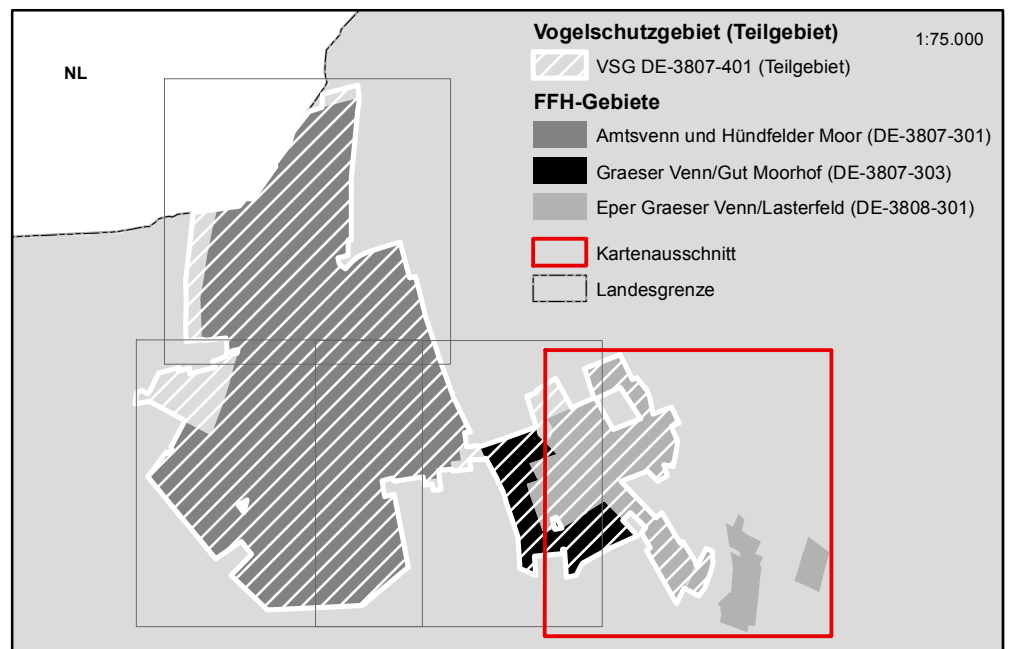 NL
Vogelschutzgebiet (Teilgebiet)
1:75.000
VSG DE-3807-401 (Teilgebiet)
FFH-Gebiete
Amtsvenn und Hündfelder Moor (DE-3807-301)
Graeser Venn/Gut Moorhof (DE-3807-303)
Eper Graeser Venn/Lasterfeld (DE-3808-301)
Kartenausschnitt
Landesgrenze